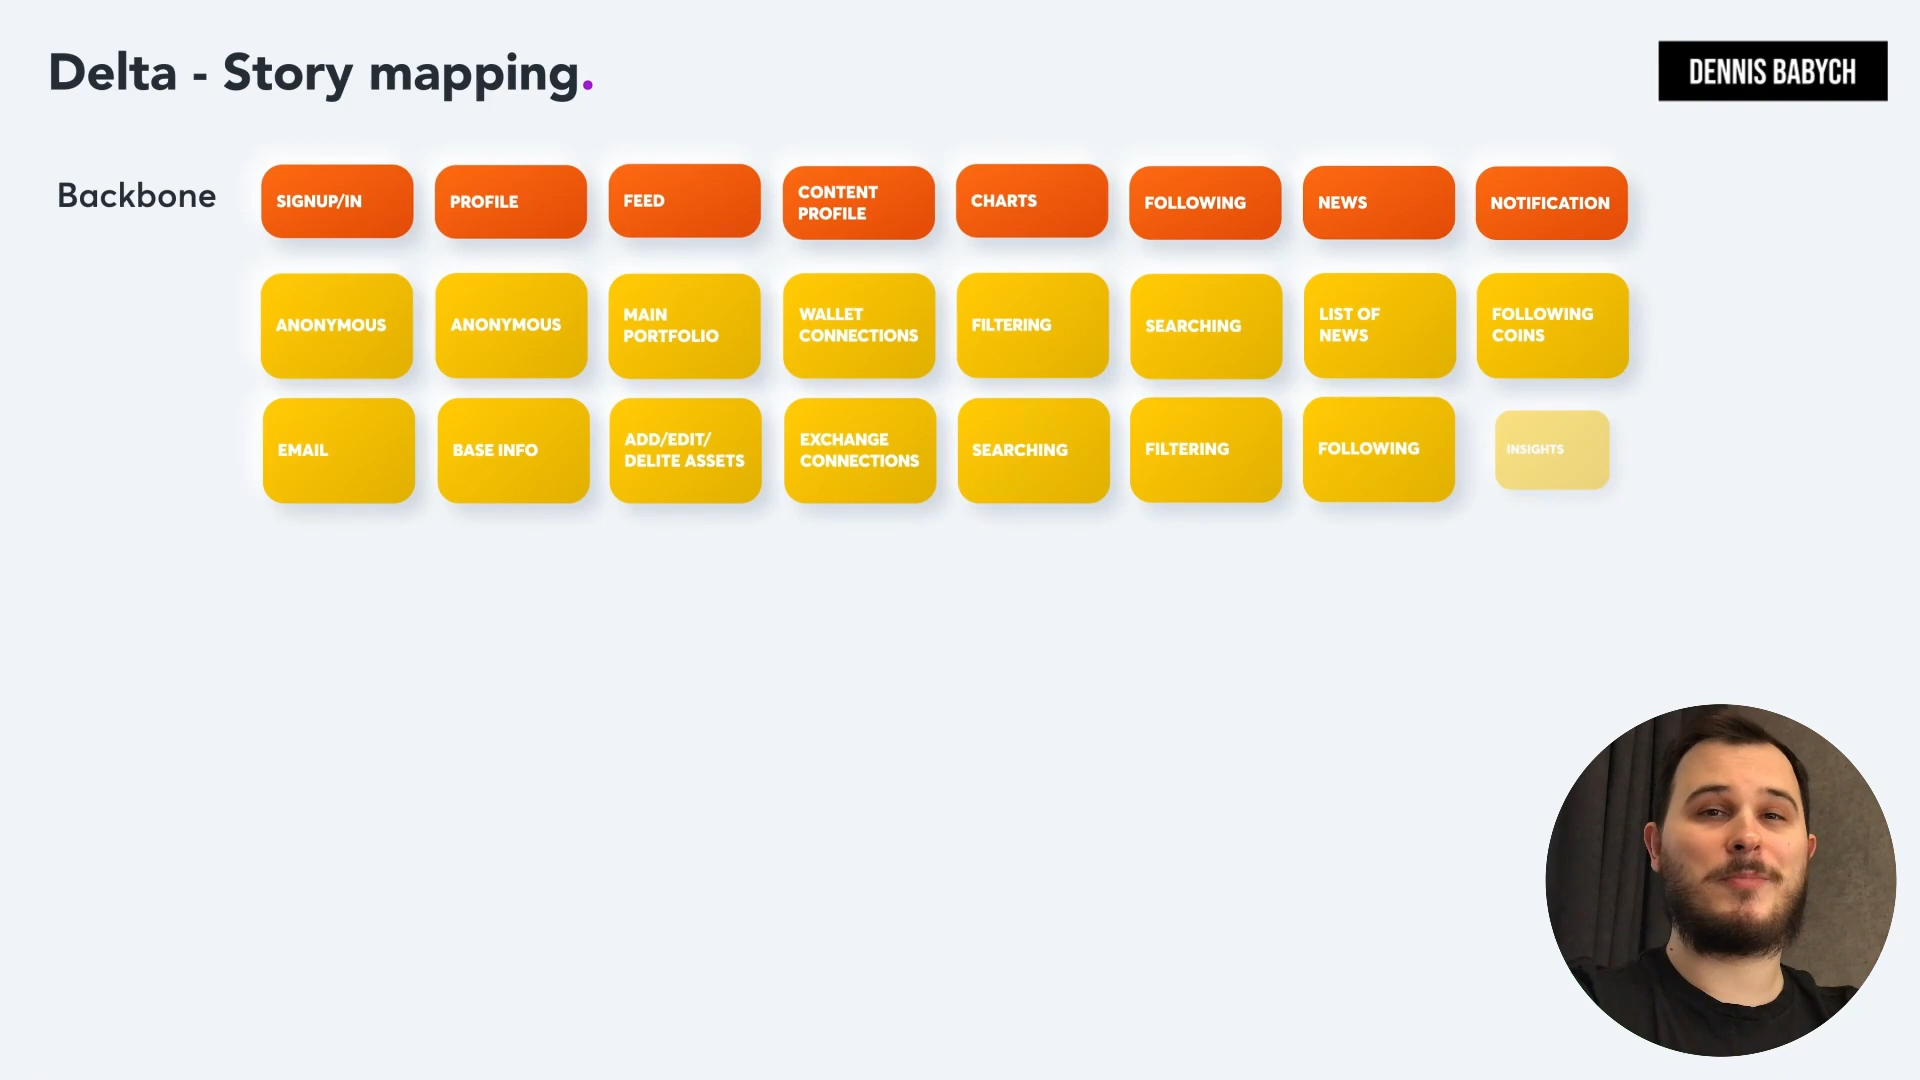 Delta - Story mapping.
DENNIS BABYCH
Backbone
SIGNUP/IN
PROFILE
FEED
CONTENT
PROFILE
CHARTS
FOLLOWING
NEWS
NOTIFICATION
ANONYMOUS
ANONYMOUS
MAIN
PORTFOLIO
WALLET
CONNECTIONS
FILTERING
SEARCHING
LIST OF
NEWS
FOLLOWING
COINS
EMAIL
BASE INFO
ADD/EDIT/
DELITE ASSETS
EXCHANGE
CONNECTIONS
SEARCHING
FILTERING
FOLLOWING
INSIGHTS